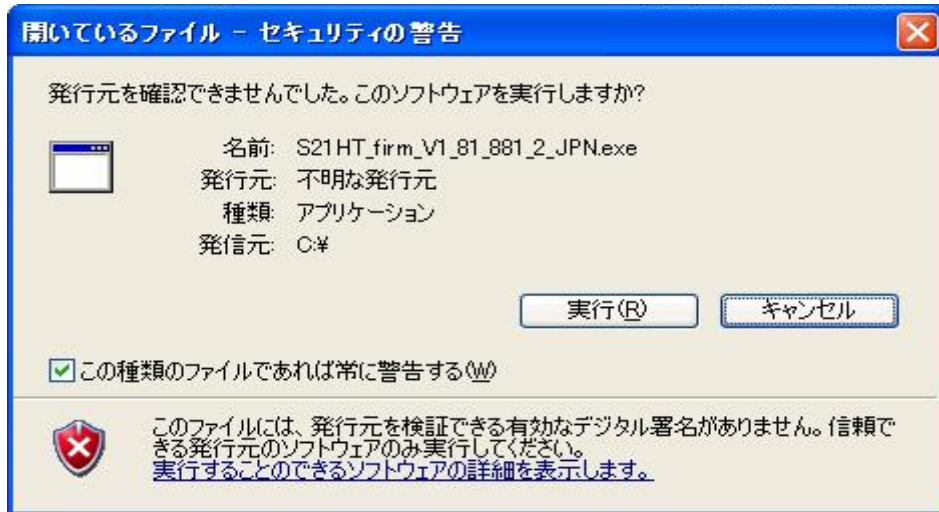 開いているファイル - セキュリティの警告
発行元を確認できませんでした。このソフトウェアを実行しますか?
名前: S21HT_firm_V1_81_881_2_JPN.exe
発行元: 不明な発行元
種類: アプリケーション
発信元: C:¥
実行(R) キャンセル
この種類のファイルであれば常に警告する(W)
このファイルには、発行元を検証できる有効なデジタル署名がありません。信頼で
きる発行元のソフトウェアのみ実行してください。
実行することのできるソフトウェアの詳細を表示します。